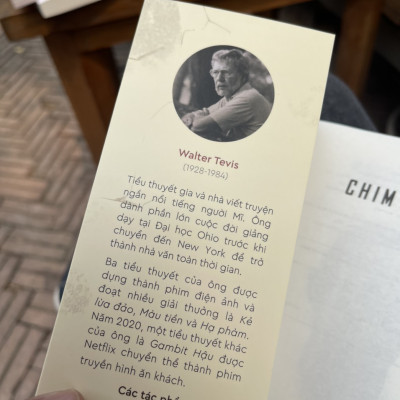 Walter Tevis
(1928-1984)
Tiểu thuyết gia và nhà viết truyện
ngắn nổi tiếng người Mĩ. Ông
dành phần lớn cuộc đời giảng
dạy tại Đại học Ohio trước khi
chuyển đến New York để trở
thành nhà văn toàn thời gian.
Ba tiểu thuyết của ông được
dựng thành phim điện ảnh và
đoạt nhiều giải thưởng là Kẻ
lừa đảo, Màu tiền và Hạ phàm.
Năm 2020, một tiểu thuyết khác
của ông là Gambit Hậu được
Netflix chuyển thể thành phim
truyền hình ăn khách.
Các tác
CHIM